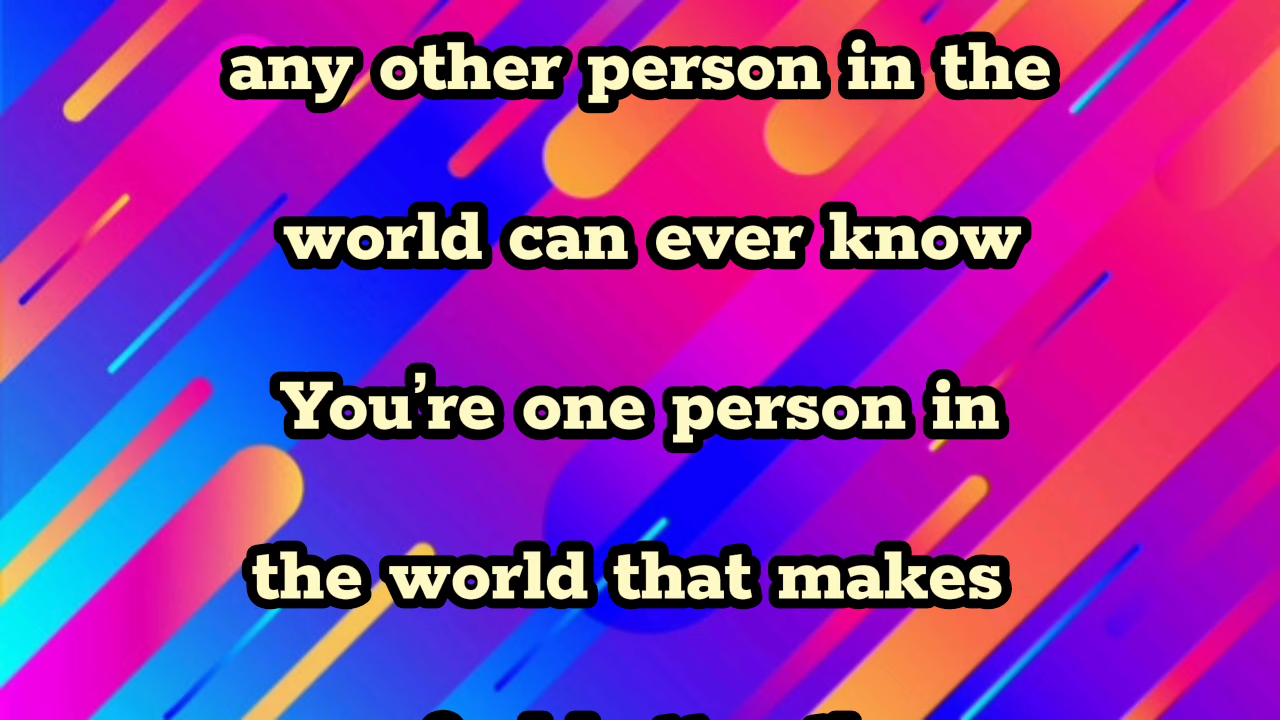 any other person in the
world can ever know
You're one person in
the world that makes